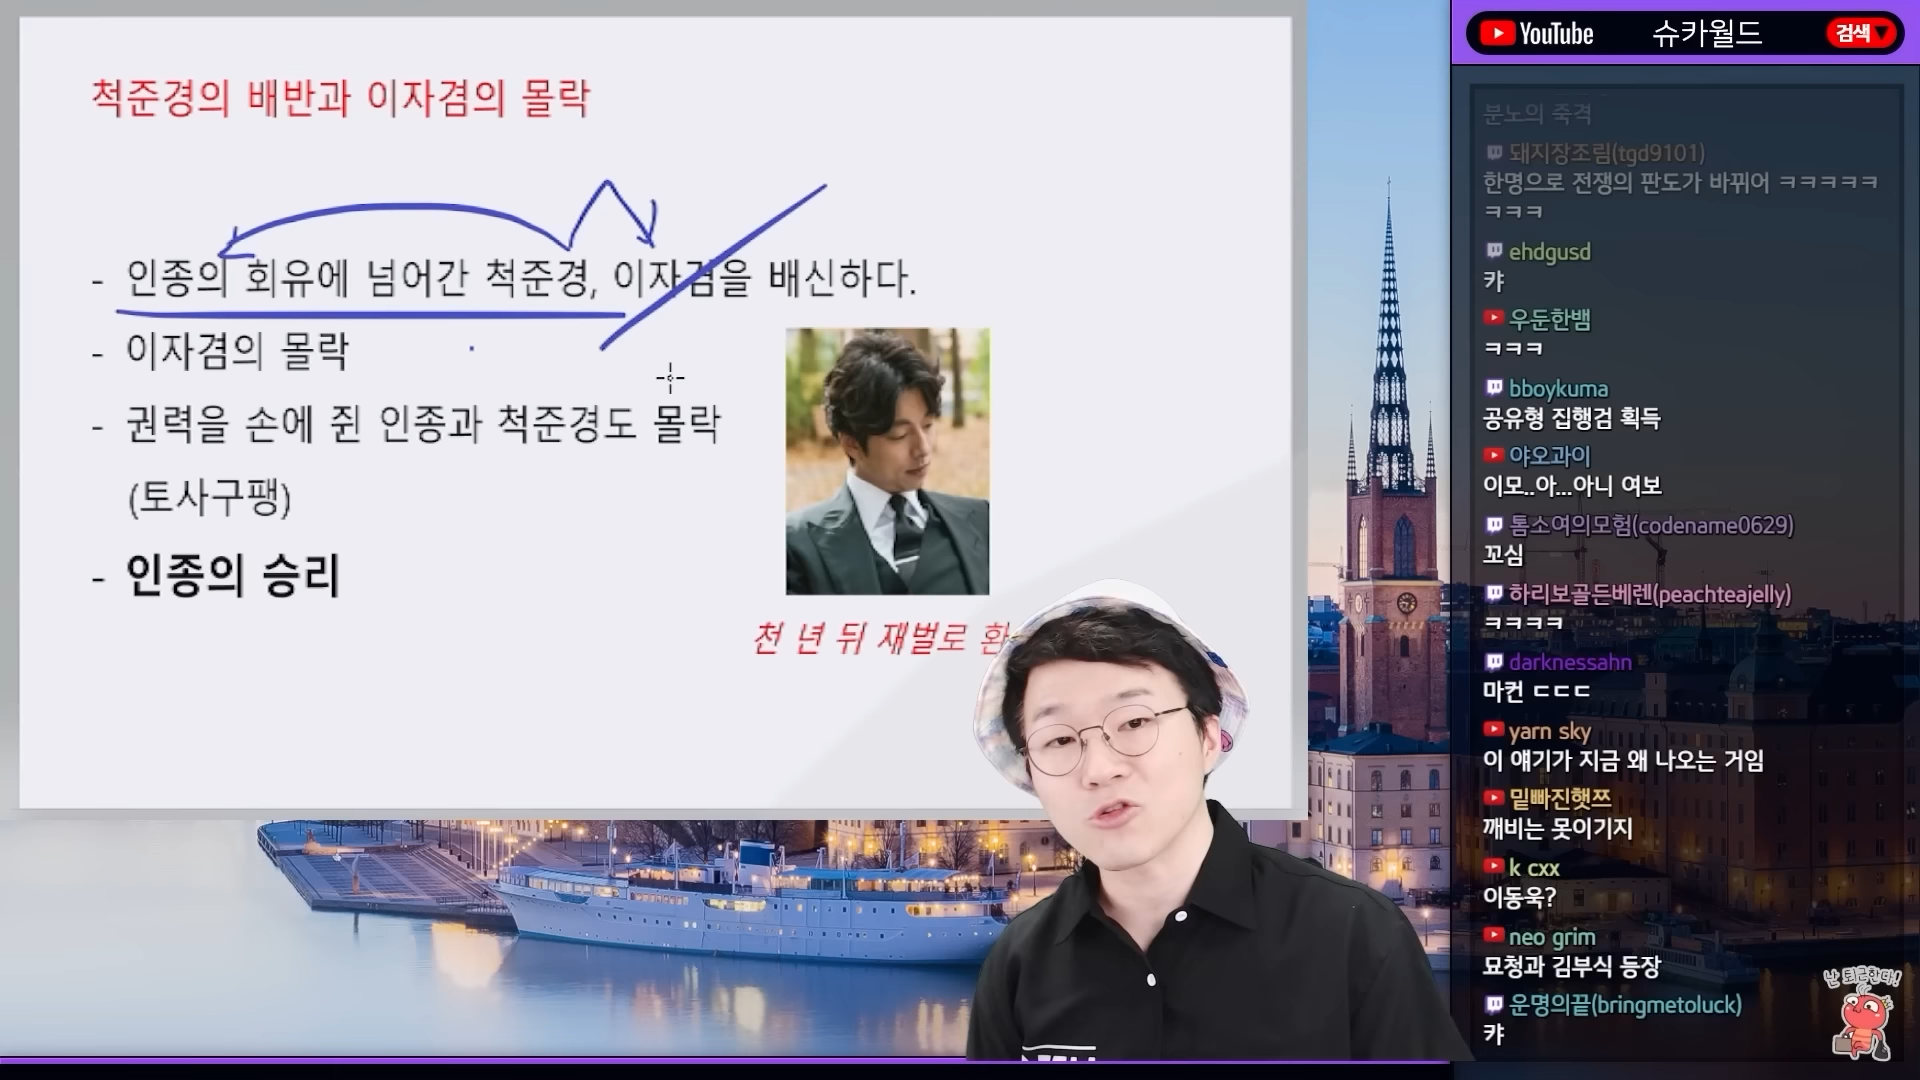 척준경의 배반과 이자겸의 몰락
- 인종의 회유에 넘어간 척준경, 이자겸을 배신하다.
- 이자겸의 몰락
- 권력을 손에 쥔 인종과 척준경도 몰락
(토사구팽)
- 인종의 승리
천 년 뒤 재벌로 환
YouTube 슈카월드 검색
분노의 죽격
돼지장조림(tgd9101)
한명으로 전쟁의 판도가 바뀌어 ㅋㅋㅋㅋㅋ
ㅋㅋㅋ
ehdgusd
캬
우둔한뱀
ㅋㅋㅋ
bboykuma
공유형 집행검 획득
야오과이
이모..아...아니 여보
톰소여의모험(codename0629)
꼬심
하리보골든베렌(peachteajelly)
ㅋㅋㅋㅋ
darknessahn
마컨 ㄷㄷㄷ
yarn sky
이 얘기가 지금 왜 나오는 거임
밑빠진햇쯔
깨비는 못이기지
k cxx
이동욱?
neo grim
묘청과 김부식 등장
운명의끝(bringmetoluck)
캬
난 퇴근한다!